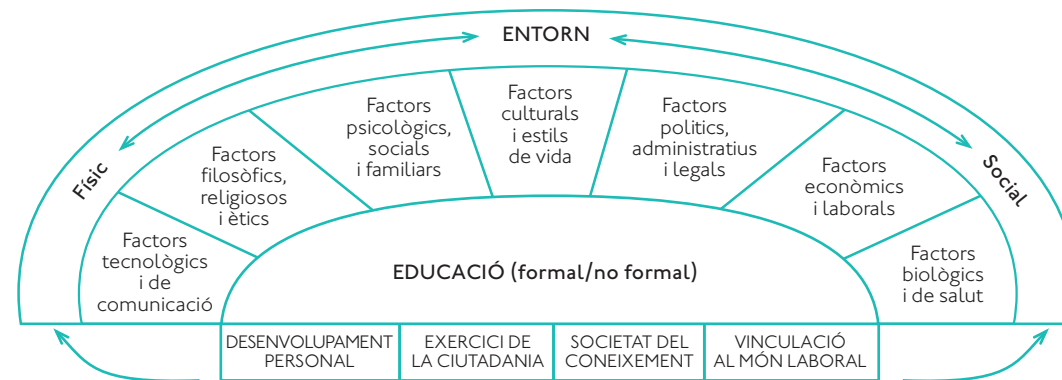 ENTORN
Físic
Social
Factors
tecnològics
i de
comunicació
Factors
filosòfics,
religiosos
i ètics
Factors
psicològics,
socials
i familiars
Factors
culturals
i estils
de vida
Factors
politics,
administratius
i legals
Factors
econòmics
i laborals
Factors
biològics
i de salut
EDUCACIÓ (formal/no formal)
DESENVOLUPAMENT
PERSONAL
EXERCICI DE
LA CIUTADANIA
SOCIETAT DEL
CONEIXEMENT
VINCULACIÓ
AL MÓN LABORAL